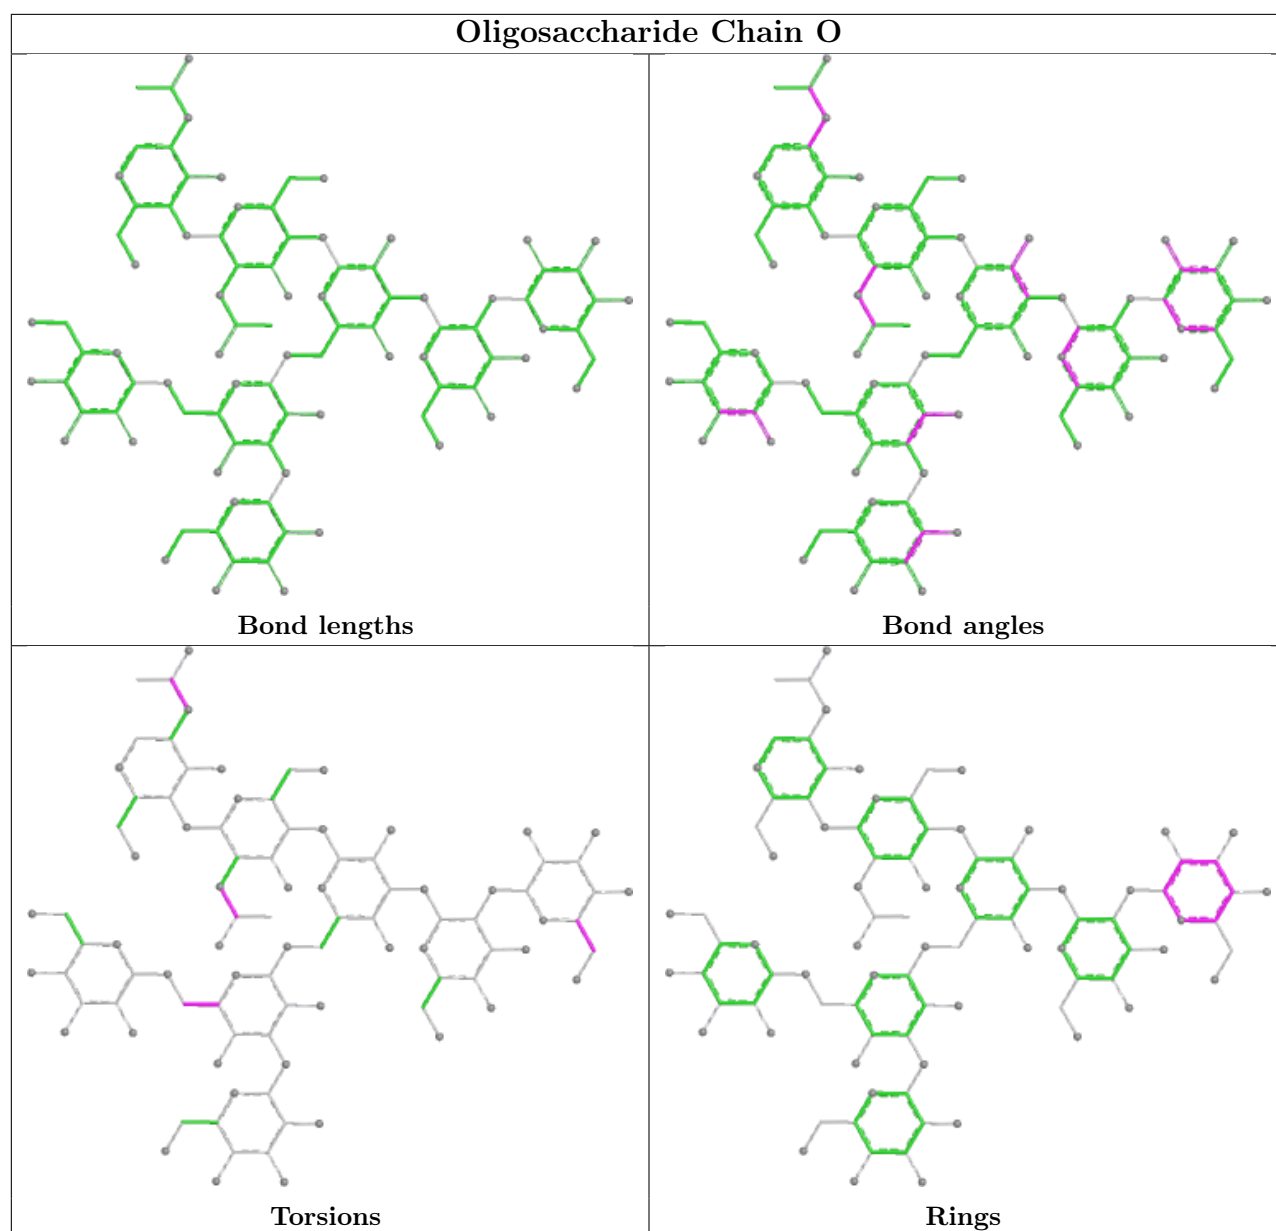 Oligosaccharide Chain O
Bond lengths
Bond angles
Torsions
Rings